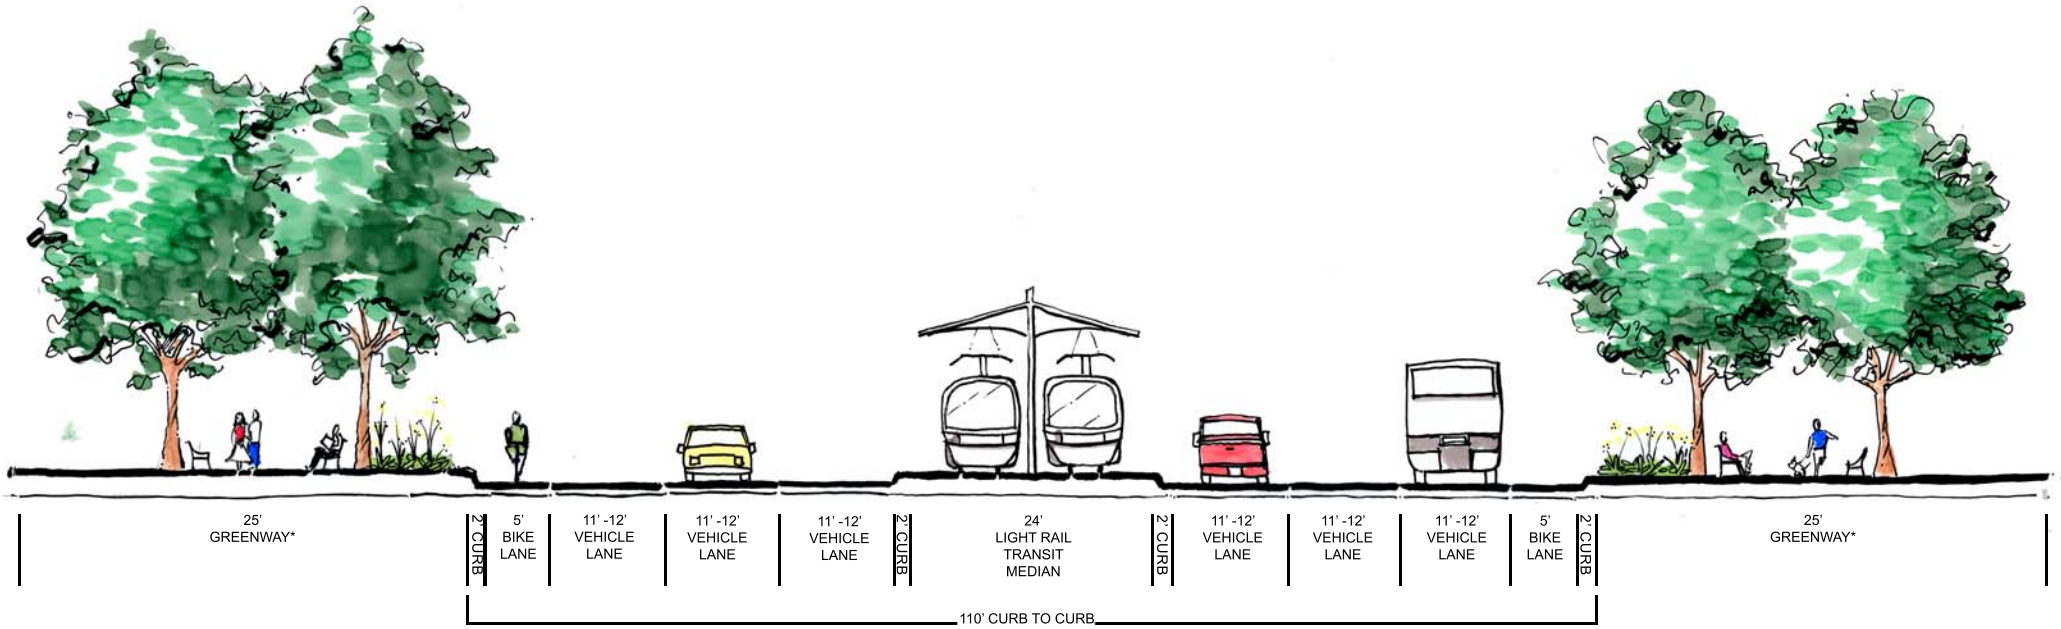 25’
GREENWAY*
2’ CURB
5’
BIKE
LANE
11’ -12’
VEHICLE
LANE
11’ -12’
VEHICLE
LANE
11’ -12’
VEHICLE
LANE
2’ CURB
24’
LIGHT RAIL
TRANSIT
MEDIAN
2’ CURB
11’ -12’
VEHICLE
LANE
11’ -12’
VEHICLE
LANE
11’ -12’
VEHICLE
LANE
5’
BIKE
LANE
2’ CURB
25’
GREENWAY*
110’ CURB TO CURB